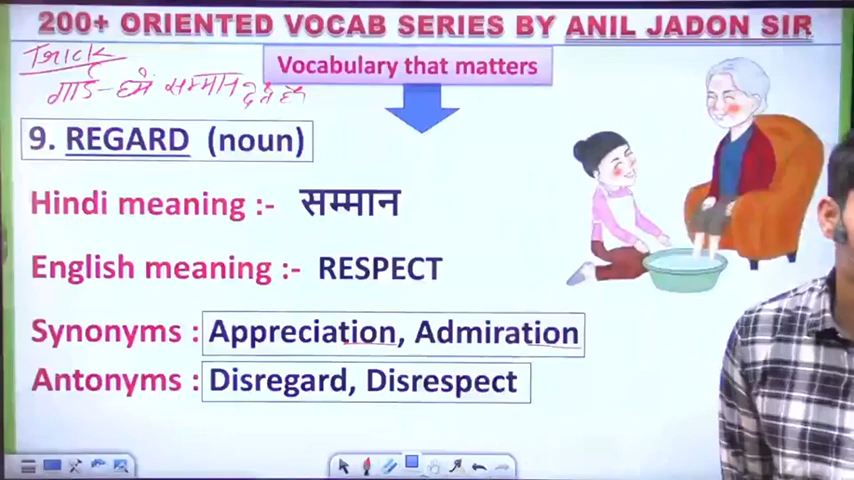 200+ ORIENTED VOCAB SERIES BY ANIL JADON SIR
Trick
गार्ड - हमें सम्मान देते हैं
Vocabulary that matters
9. REGARD (noun)
Hindi meaning :- सम्मान
English meaning :- RESPECT
Synonyms : Appreciation, Admiration
Antonyms : Disregard, Disrespect